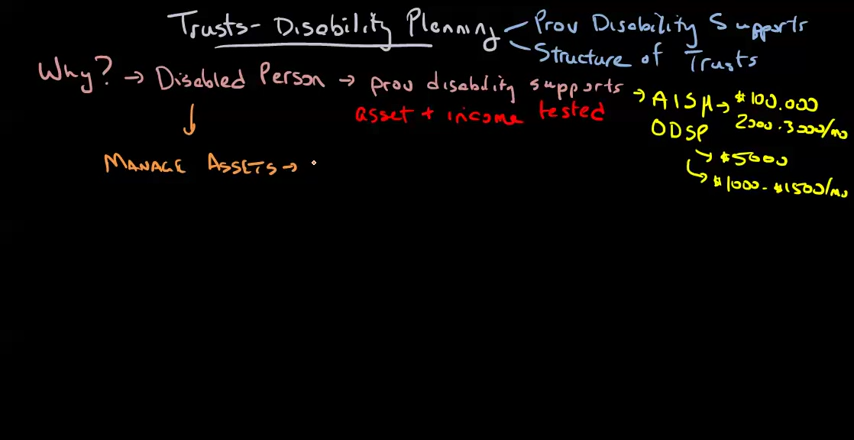 Trusts - Disability Planning
Prov Disability Supports
Structure of Trusts
Why? → Disabled Person → prov disability supports
asset + income tested
→ AISH → $100.000
2000 - 3000/mo
ODSP
→ $5000
→ $1000 - $1500/mo
MANAGE ASSETS →